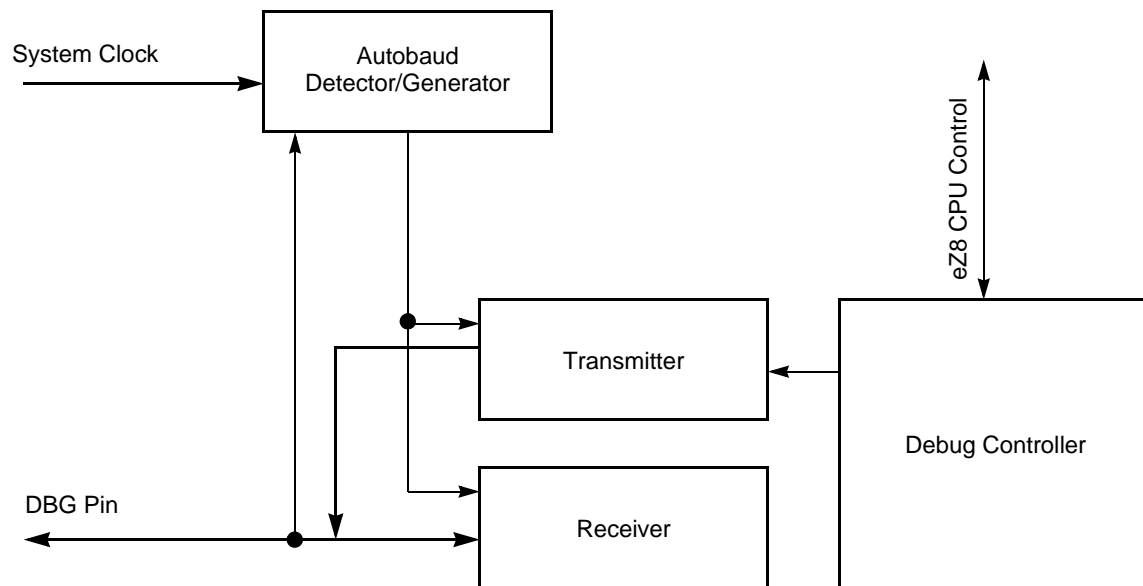 System Clock
Autobaud
Detector/Generator
eZ8 CPU Control
Transmitter
Debug Controller
DBG Pin
Receiver